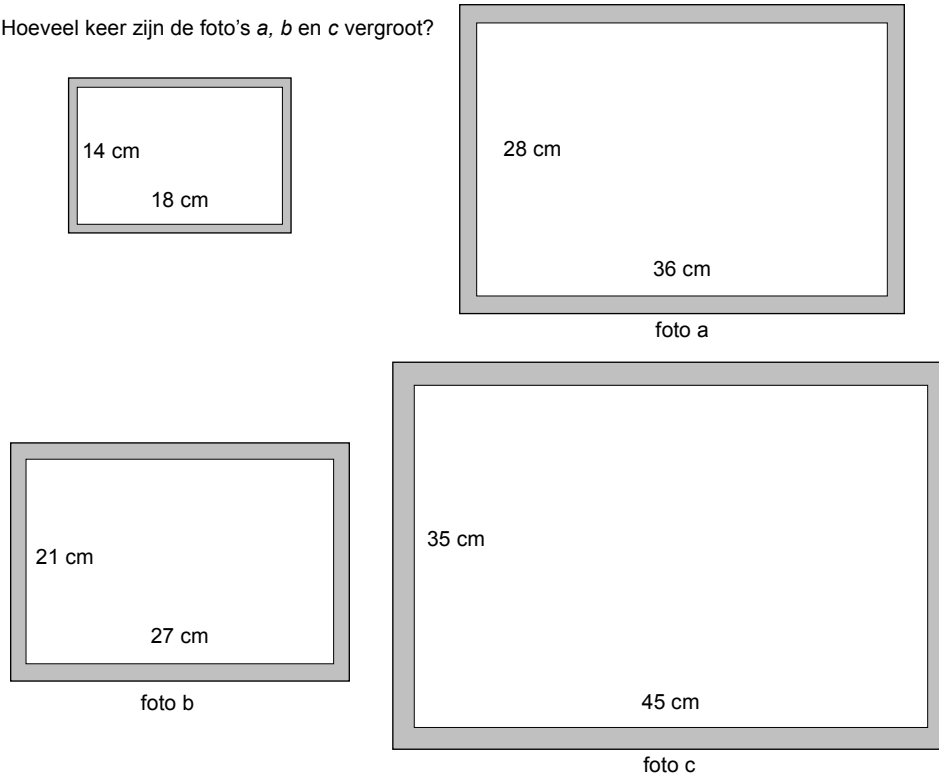 Hoeveel keer zijn de foto's a, b en c vergroot?
14 cm
18 cm
28 cm
36 cm
foto a
21 cm
27 cm
foto b
35 cm
45 cm
foto c